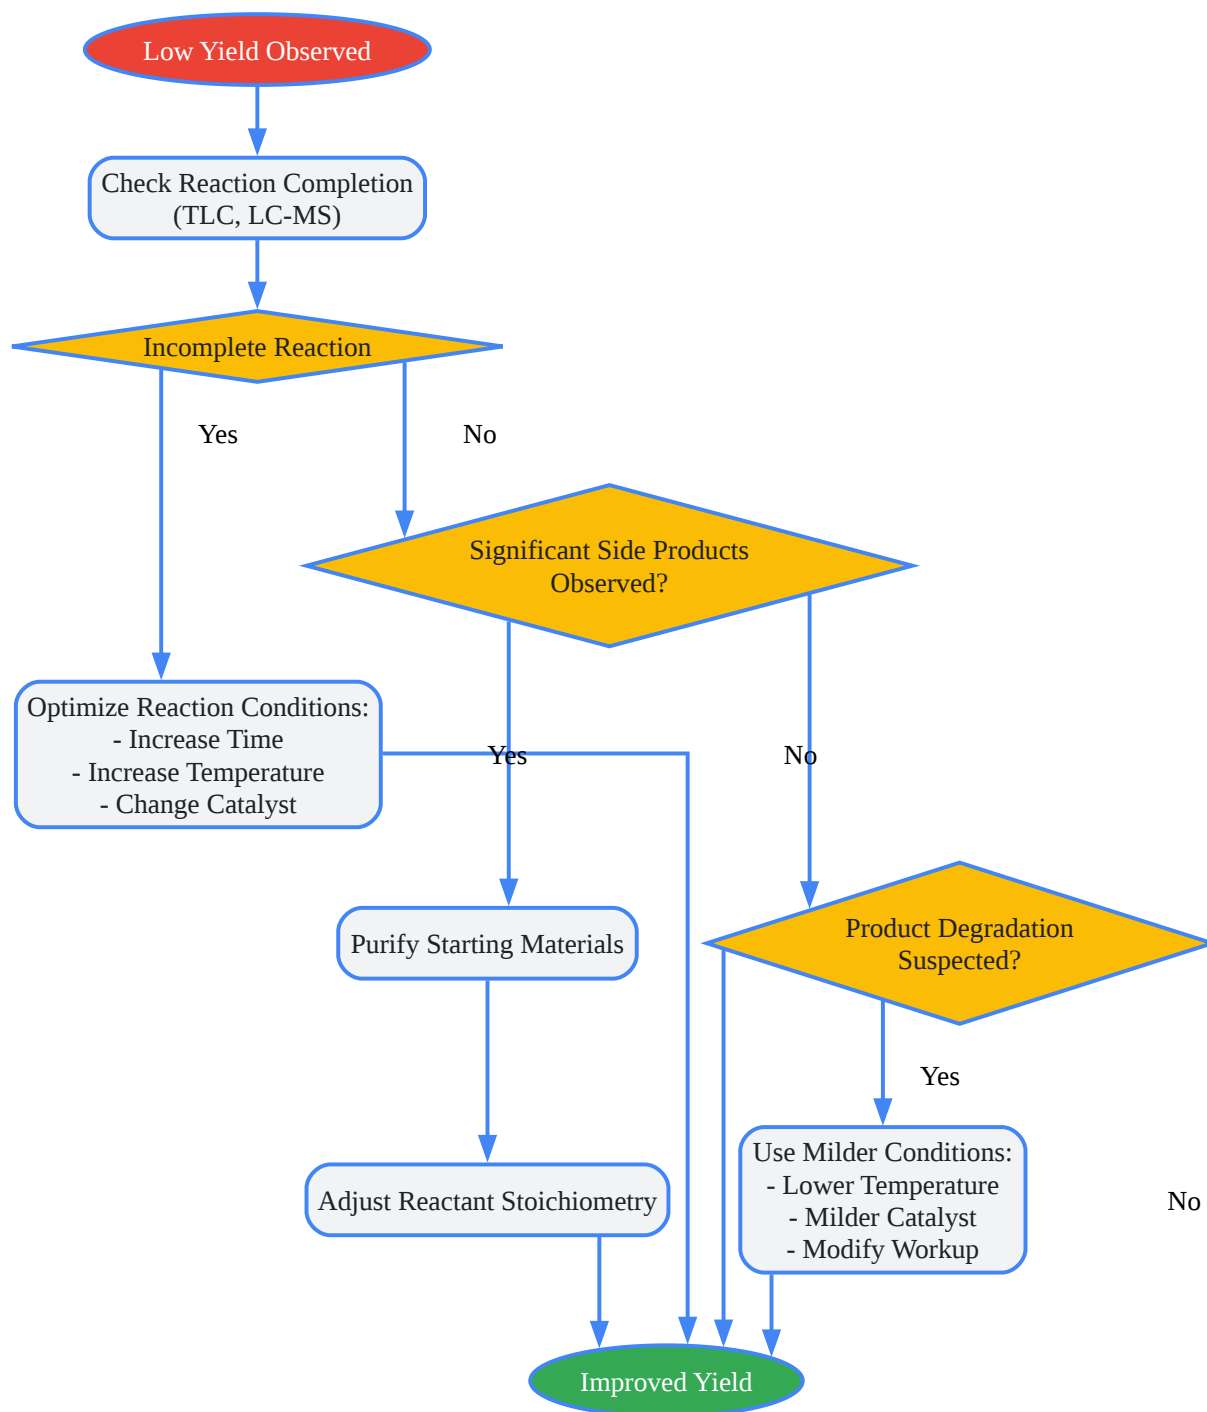 Low Yield Observed
Check Reaction Completion
(TLC, LC-MS)
Incomplete Reaction
Yes
No
Significant Side Products
Observed?
Optimize Reaction Conditions:
- Increase Time
- Increase Temperature
- Change Catalyst
Yes
No
Purify Starting Materials
Product Degradation
Suspected?
Yes
Use Milder Conditions:
- Lower Temperature
- Milder Catalyst
- Modify Workup
Adjust Reactant Stoichiometry
No
Improved Yield